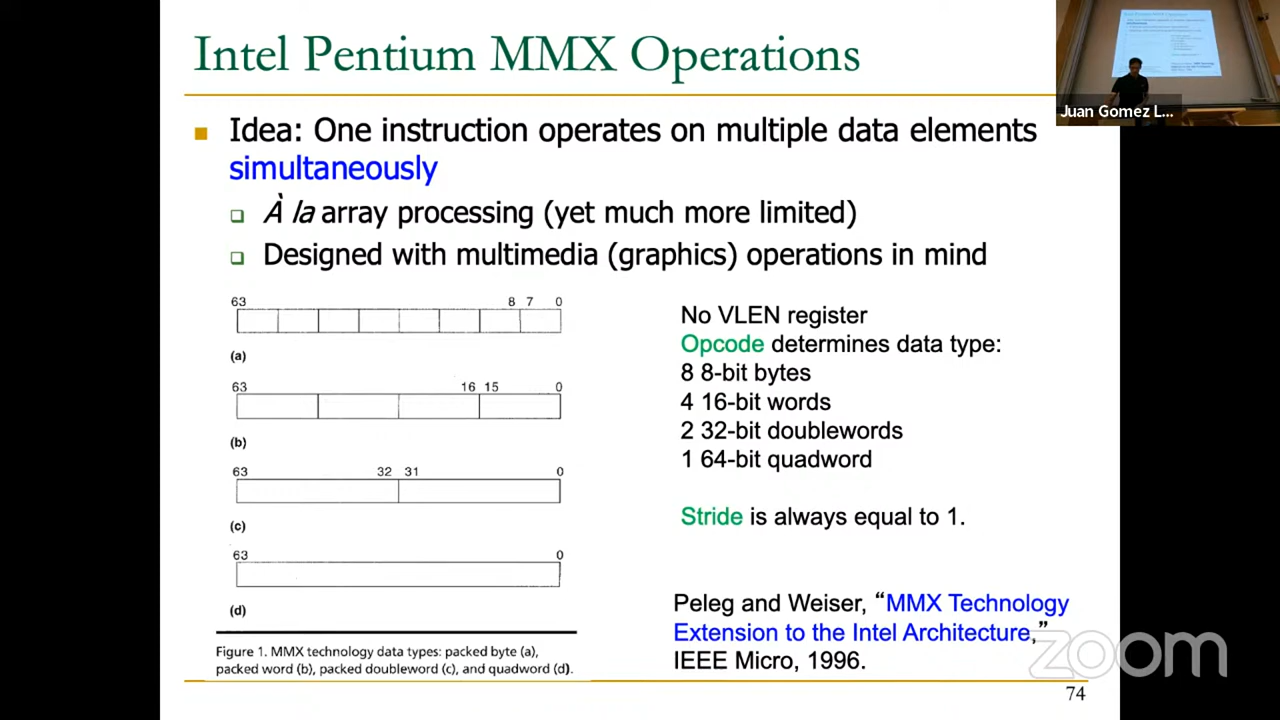 Intel Pentium MMX Operations
Juan Gomez L...
Idea: One instruction operates on multiple data elements
simultaneously
À la array processing (yet much more limited)
Designed with multimedia (graphics) operations in mind
63 8 7 0
(a)
63 16 15 0
(b)
63 32 31 0
(c)
63 0
(d)
Figure 1. MMX technology data types: packed byte (a),
packed word (b), packed doubleword (c), and quadword (d).
No VLEN register
Opcode determines data type:
8 8-bit bytes
4 16-bit words
2 32-bit doublewords
1 64-bit quadword
Stride is always equal to 1.
Peleg and Weiser, “MMX Technology
Extension to the Intel Architecture,”
IEEE Micro, 1996.
zoom
74